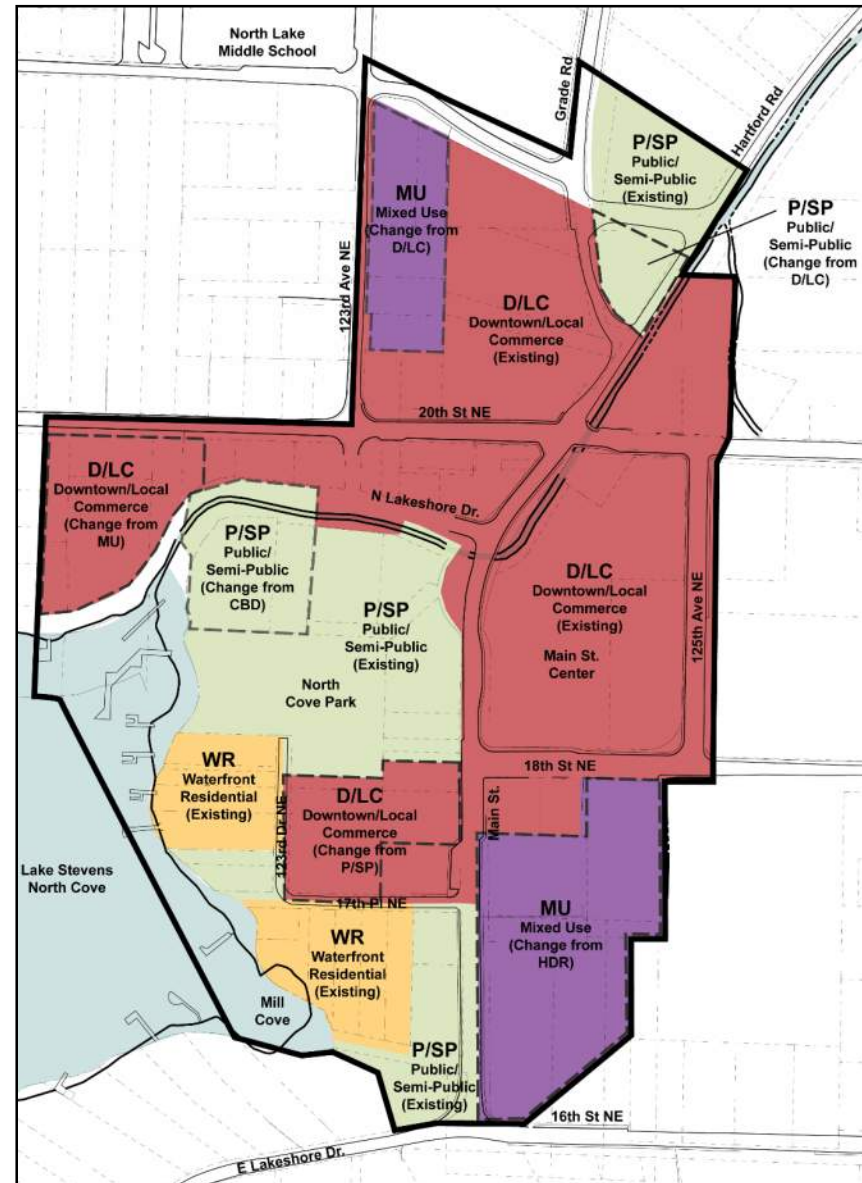 North Lake
Middle School
Grade Rd
Hartford Rd
P/SP
Public/
Semi-Public
(Existing)
P/SP
Public/
Semi-Public
(Change from
D/LC)
MU
Mixed Use
(Change from
D/LC)
123rd Ave NE
D/LC
Downtown/Local
Commerce
(Existing)
20th St NE
D/LC
Downtown/Local
Commerce
(Change from
MU)
N Lakeshore Dr.
P/SP
Public/
Semi-Public
(Change from
CBD)
P/SP
Public/
Semi-Public
(Existing)
North
Cove Park
D/LC
Downtown/Local
Commerce
(Existing)
Main St.
Center
125th Ave NE
18th St NE
WR
Waterfront
Residential
(Existing)
123rd Dr NE
D/LC
Downtown/Local
Commerce
(Change from
P/SP)
Main St.
17th Pl NE
Lake Stevens
North Cove
WR
Waterfront
Residential
(Existing)
Mill
Cove
MU
Mixed Use
(Change from
HDR)
P/SP
Public/
Semi-Public
(Existing)
16th St NE
E Lakeshore Dr.